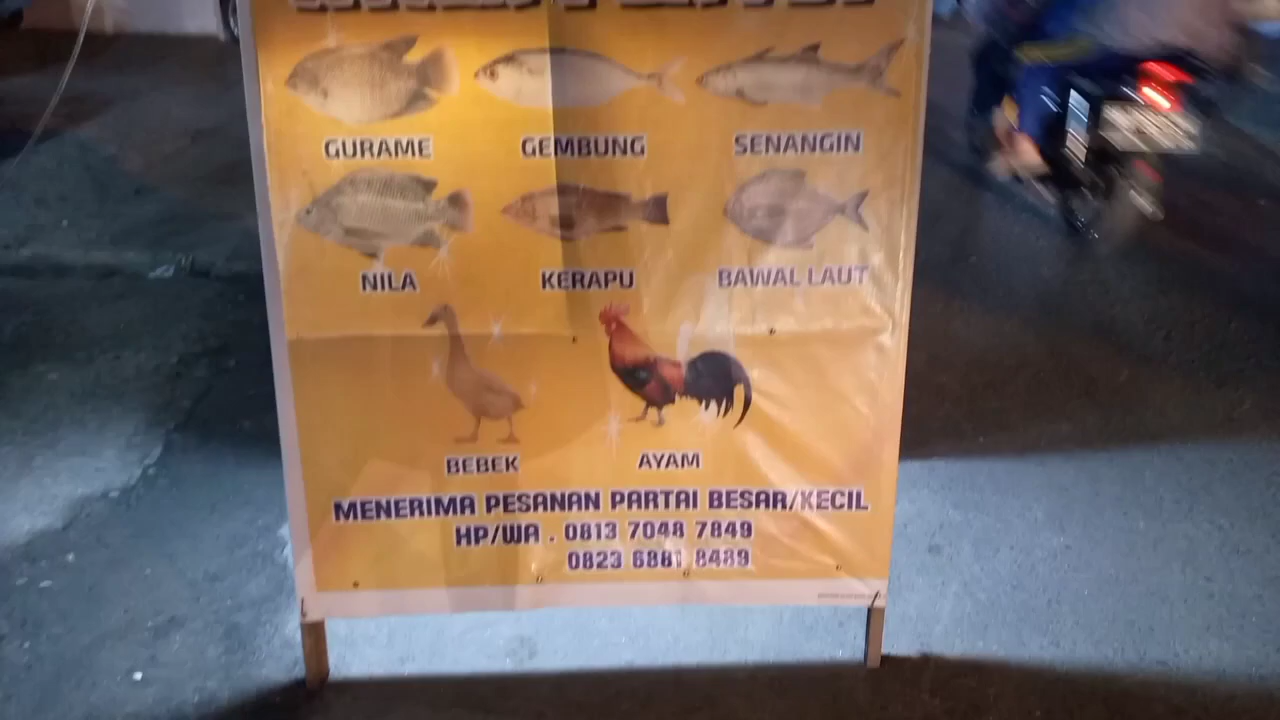 GURAME GEMBUNG SENANGIN
NILA KERAPU BAWAL LAUT
BEBEK AYAM
MENERIMA PESANAN PARTAI BESAR/KECIL
HP/WA . 0813 7048 7849
0823 6881 8489